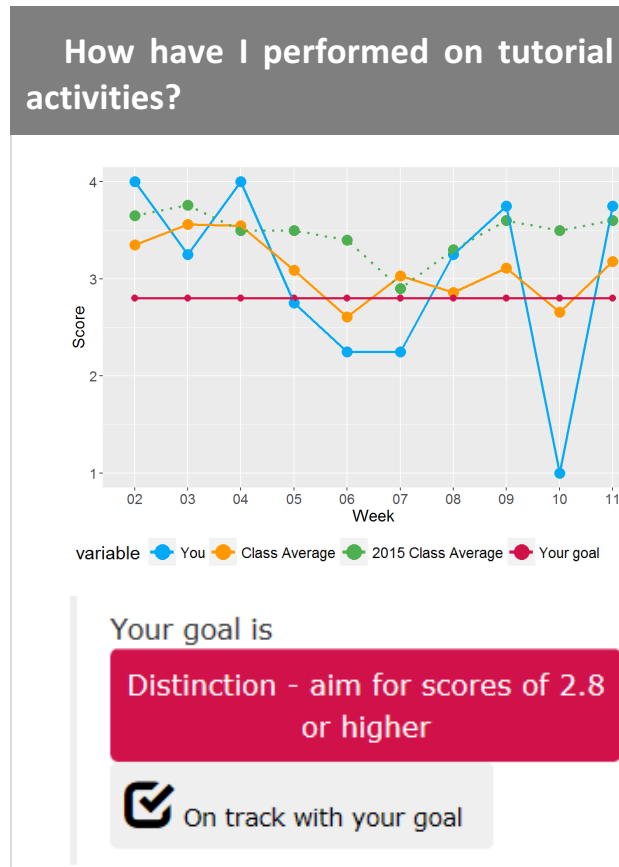 How have I performed on tutorial
activities?
4
3
2
1
Score
02 03 04 05 06 07 08 09 10 11
Week
variable You Class Average 2015 Class Average Your goal
Your goal is
Distinction - aim for scores of 2.8
or higher
On track with your goal